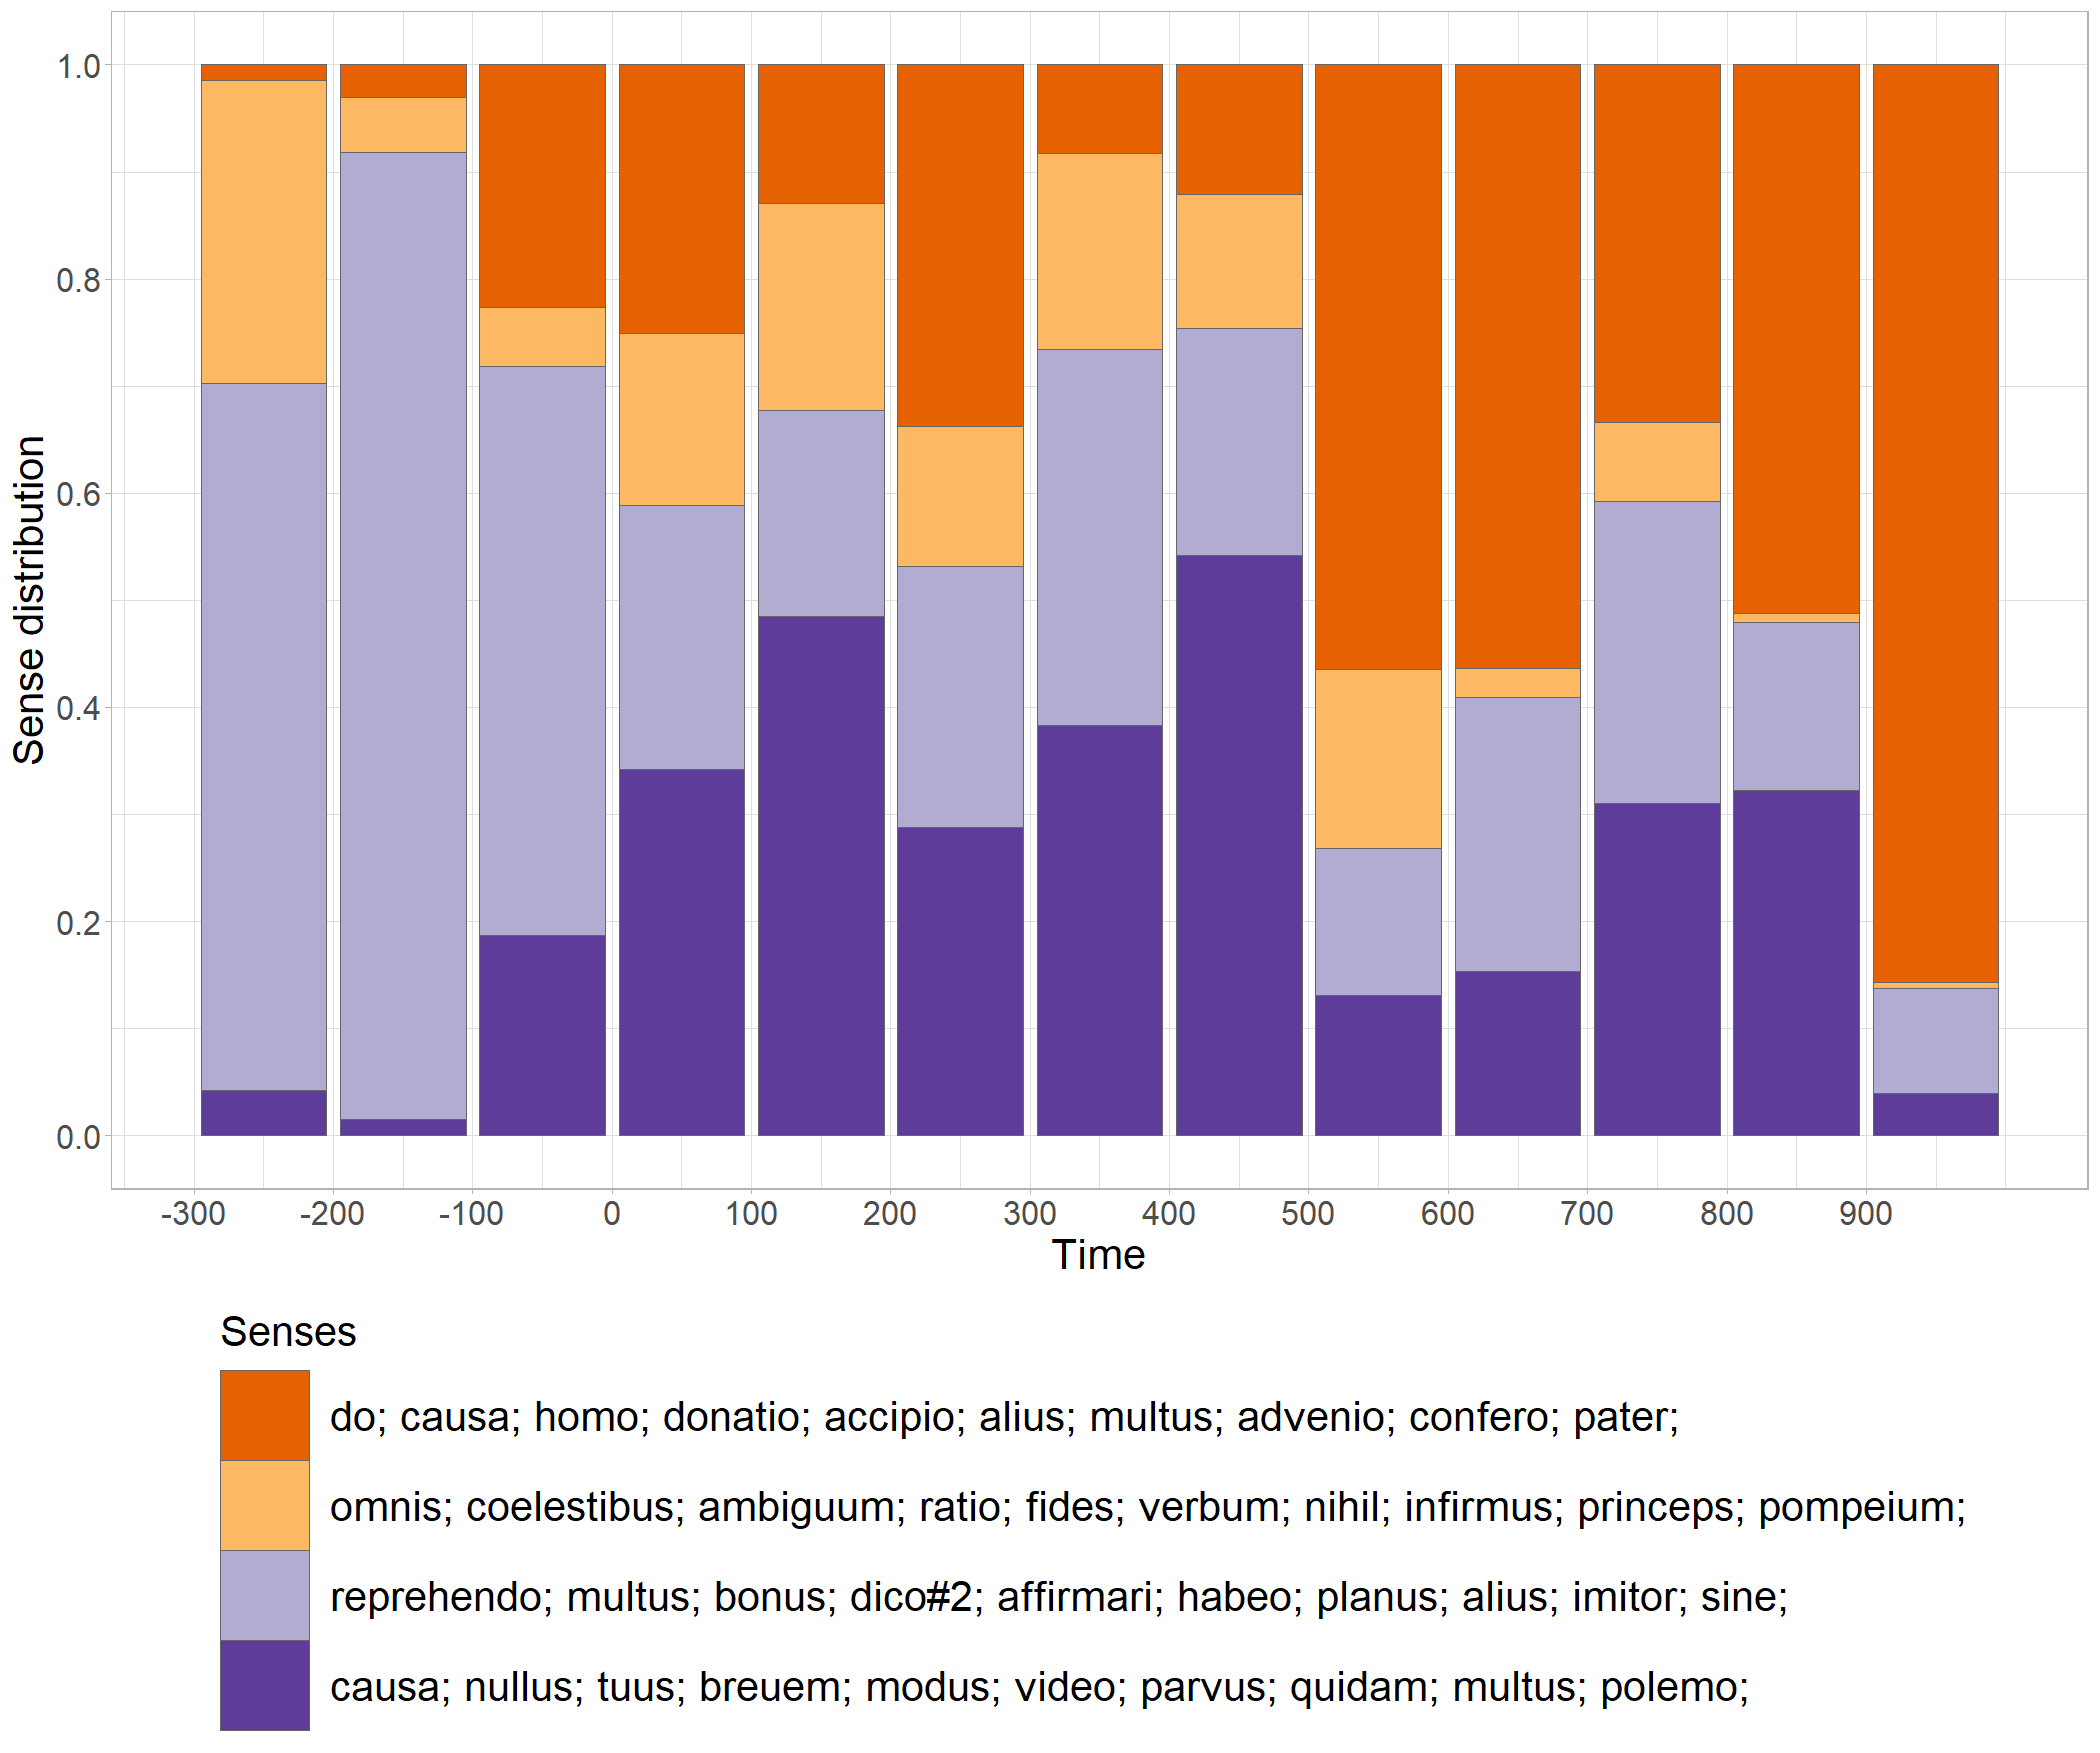 1.0
0.8
0.6
0.4
0.2
0.0
Sense distribution
-300 -200 -100 0 100 200 300 400 500 600 700 800 900
Time
Senses
do; causa; homo; donatio; accipio; alius; multus; advenio; confero; pater;
omnis; coelestibus; ambiguum; ratio; fides; verbum; nihil; infirmus; princeps; pompeium;
reprehendo; multus; bonus; dico#2; affirmari; habeo; planus; alius; imitor; sine;
causa; nullus; tuus; breuem; modus; video; parvus; quidam; multus; polemo;